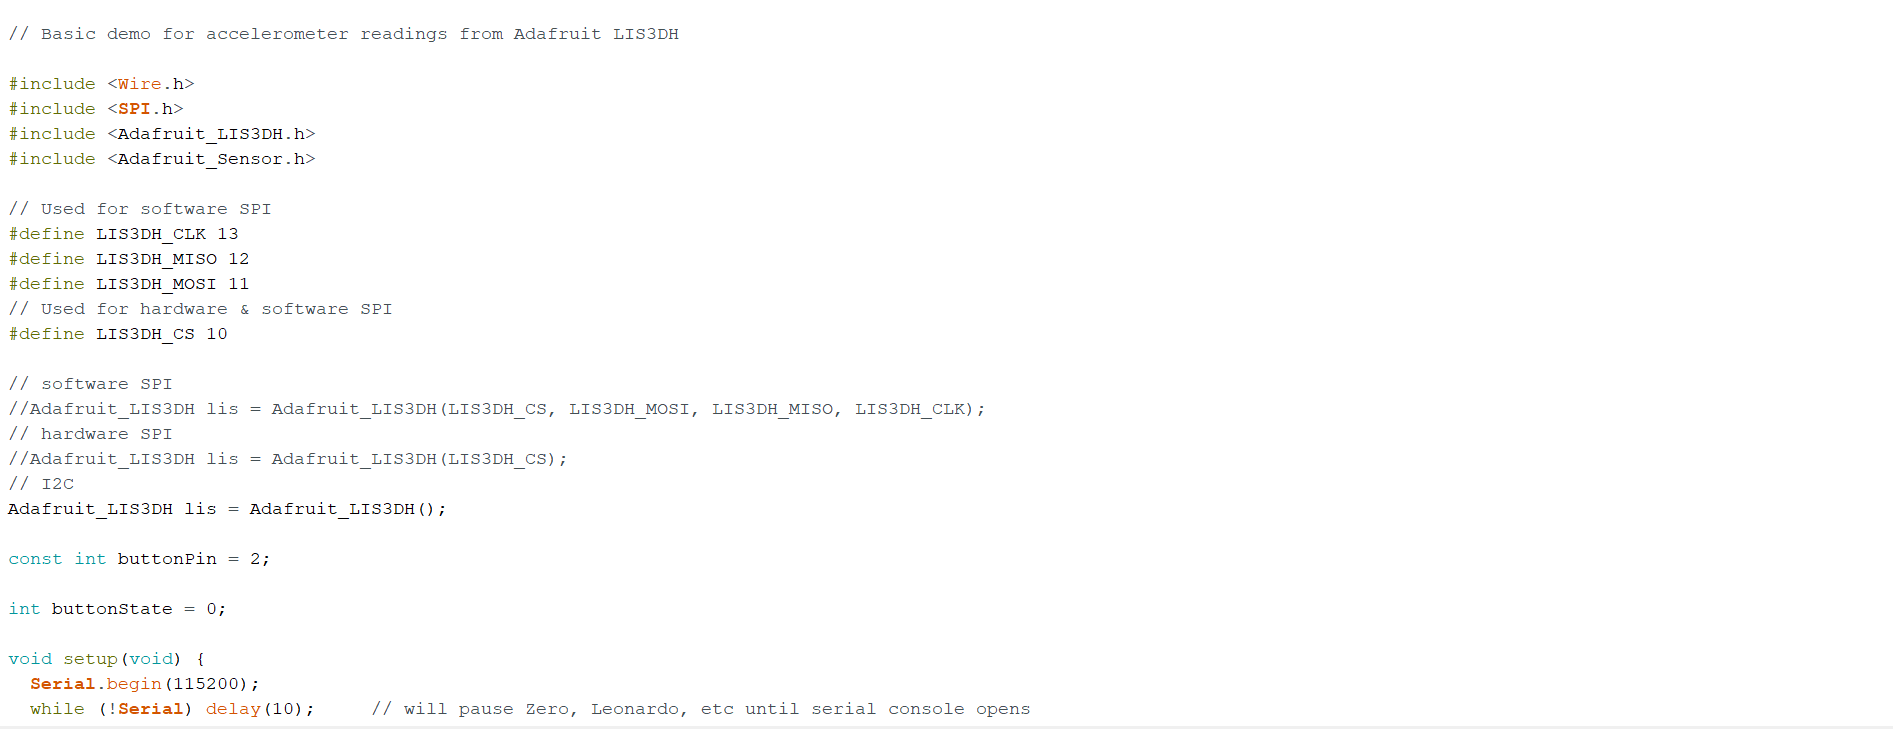 // Basic demo for accelerometer readings from Adafruit LIS3DH
#include <Wire.h>
#include <SPI.h>
#include <Adafruit_LIS3DH.h>
#include <Adafruit_Sensor.h>
// Used for software SPI
#define LIS3DH_CLK 13
#define LIS3DH_MISO 12
#define LIS3DH_MOSI 11
// Used for hardware & software SPI
#define LIS3DH_CS 10
// software SPI
//Adafruit_LIS3DH lis = Adafruit_LIS3DH(LIS3DH_CS, LIS3DH_MOSI, LIS3DH_MISO, LIS3DH_CLK);
// hardware SPI
//Adafruit_LIS3DH lis = Adafruit_LIS3DH(LIS3DH_CS);
// I2C
Adafruit_LIS3DH lis = Adafruit_LIS3DH();
const int buttonPin = 2;
int buttonState = 0;
void setup(void) {
  Serial.begin(115200);
  while (!Serial) delay(10);     // will pause Zero, Leonardo, etc until serial console opens